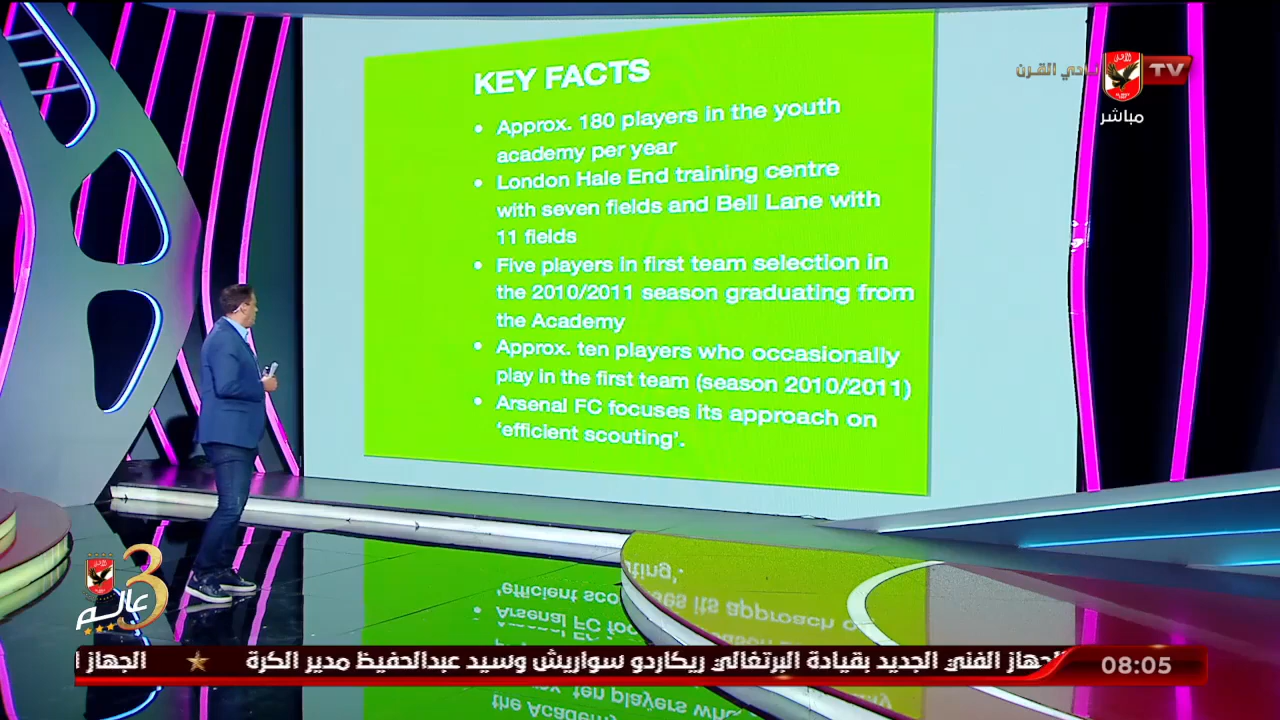 KEY FACTS
• Approx. 180 players in the youth
academy per year
• London Hale End training centre
with seven fields and Bell Lane with
11 fields
• Five players in first team selection in
the 2010/2011 season graduating from
the Academy
• Approx. ten players who occasionally
play in the first team (season 2010/2011)
• Arsenal FC focuses its approach on
‘efficient scouting’.
نادي القرن
TV
مباشر
3
عالم
الجهاز الفني الجديد بقيادة البرتغالي ريكاردو سواريش وسيد عبدالحفيظ مدير الكرة ★ الجهاز
08:05